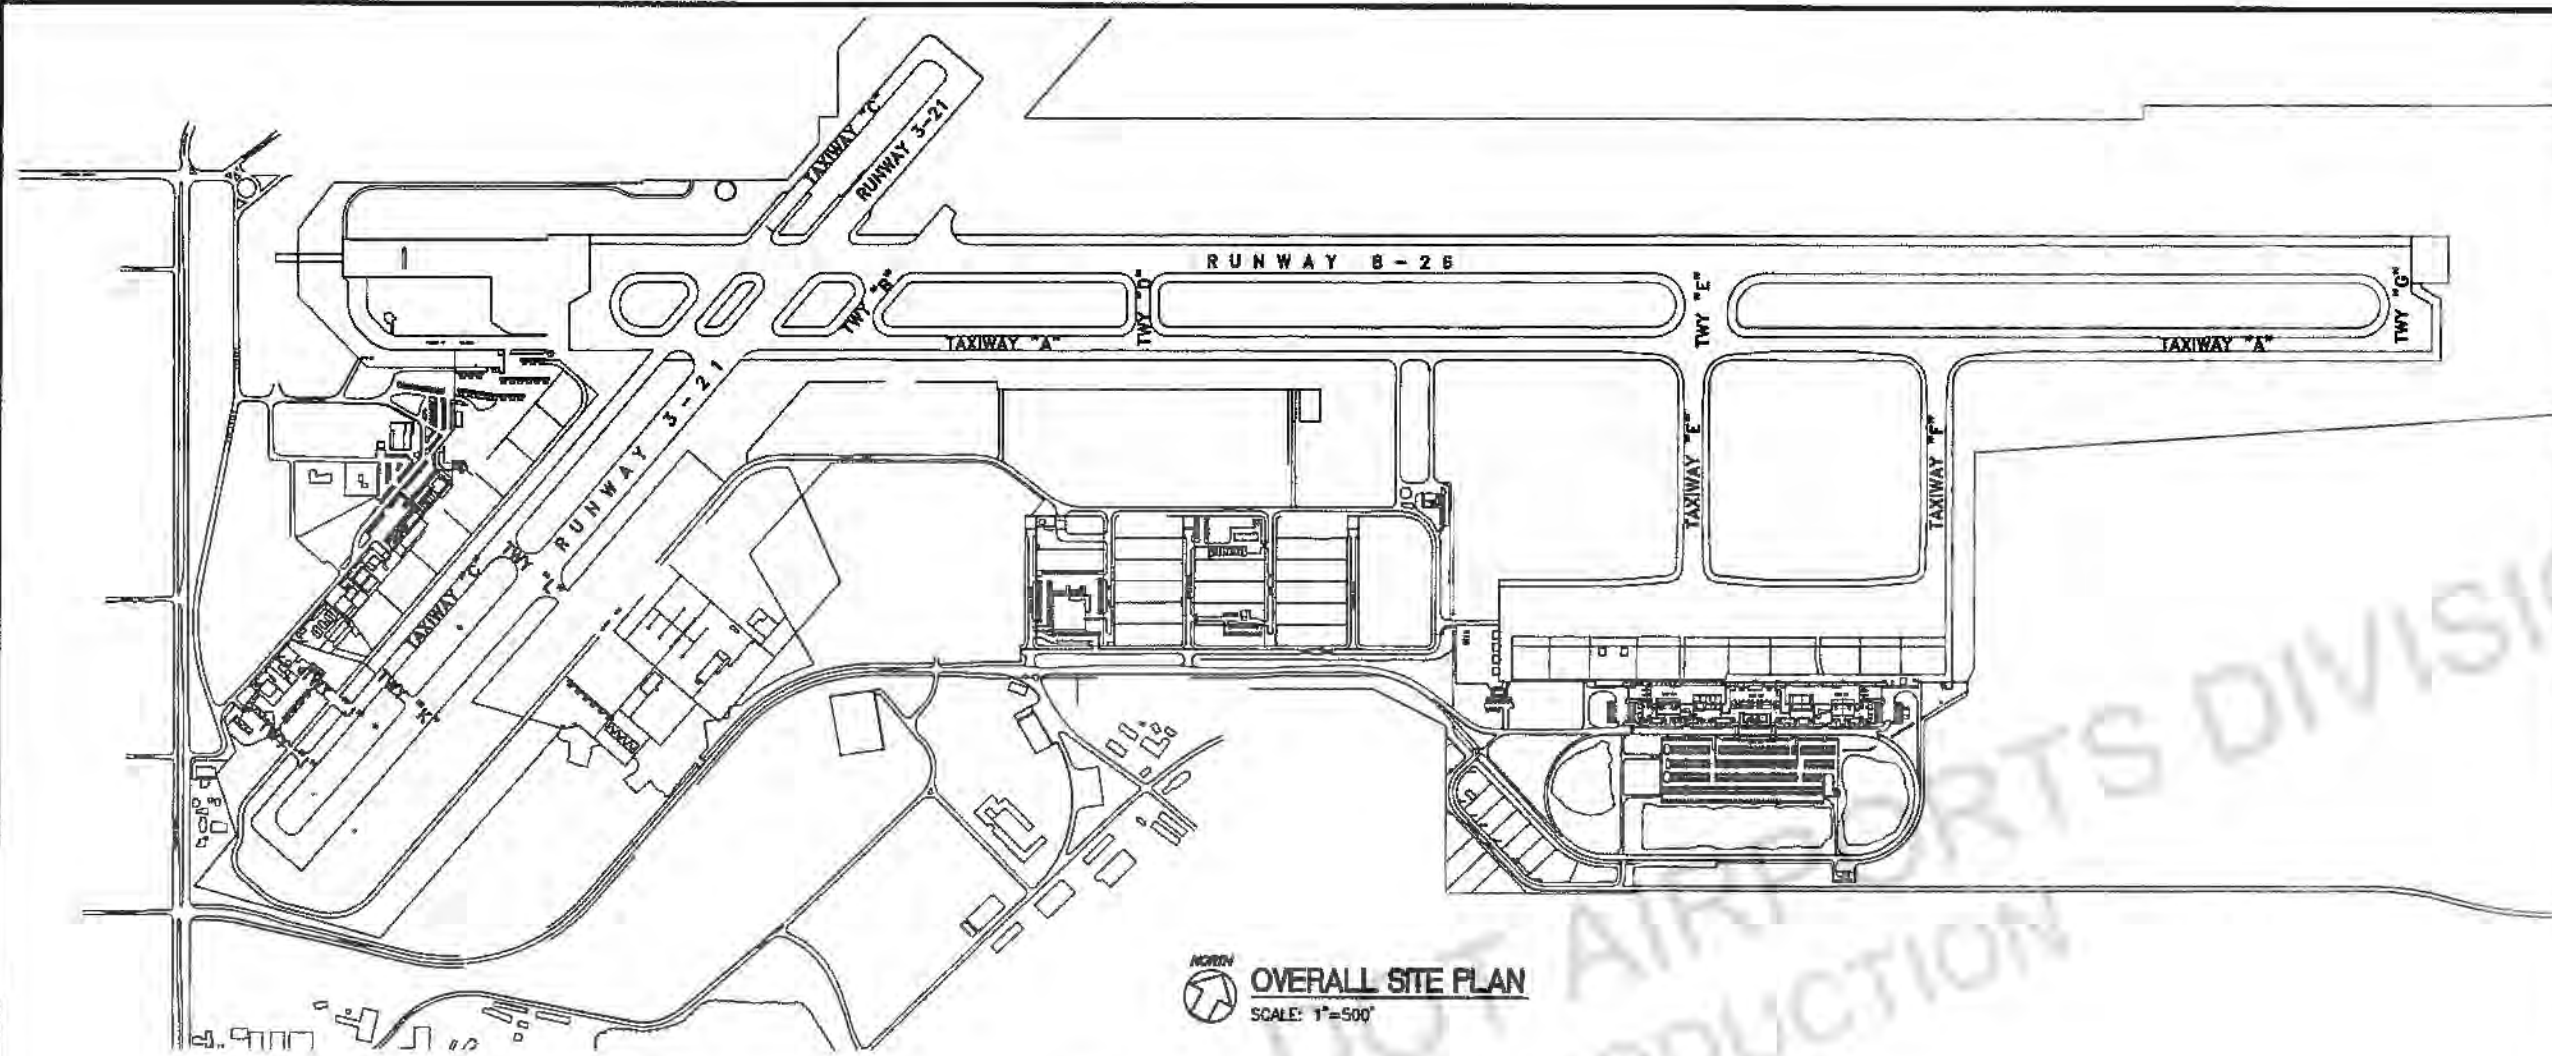 TAXIWAY "C"
RUNWAY 3-21
RUNWAY 8-26
TWY "B"
TWY "D"
TWY "E"
TWY "G"
TAXIWAY "A"
TAXIWAY "A"
RUNWAY 3-21
TAXIWAY "E"
TAXIWAY "F"
TWY "L"
TAXIWAY "C"
TWY "K"
NORTH
OVERALL SITE PLAN
SCALE: 1"=500'
DOT AIRPORTS DIVISIO